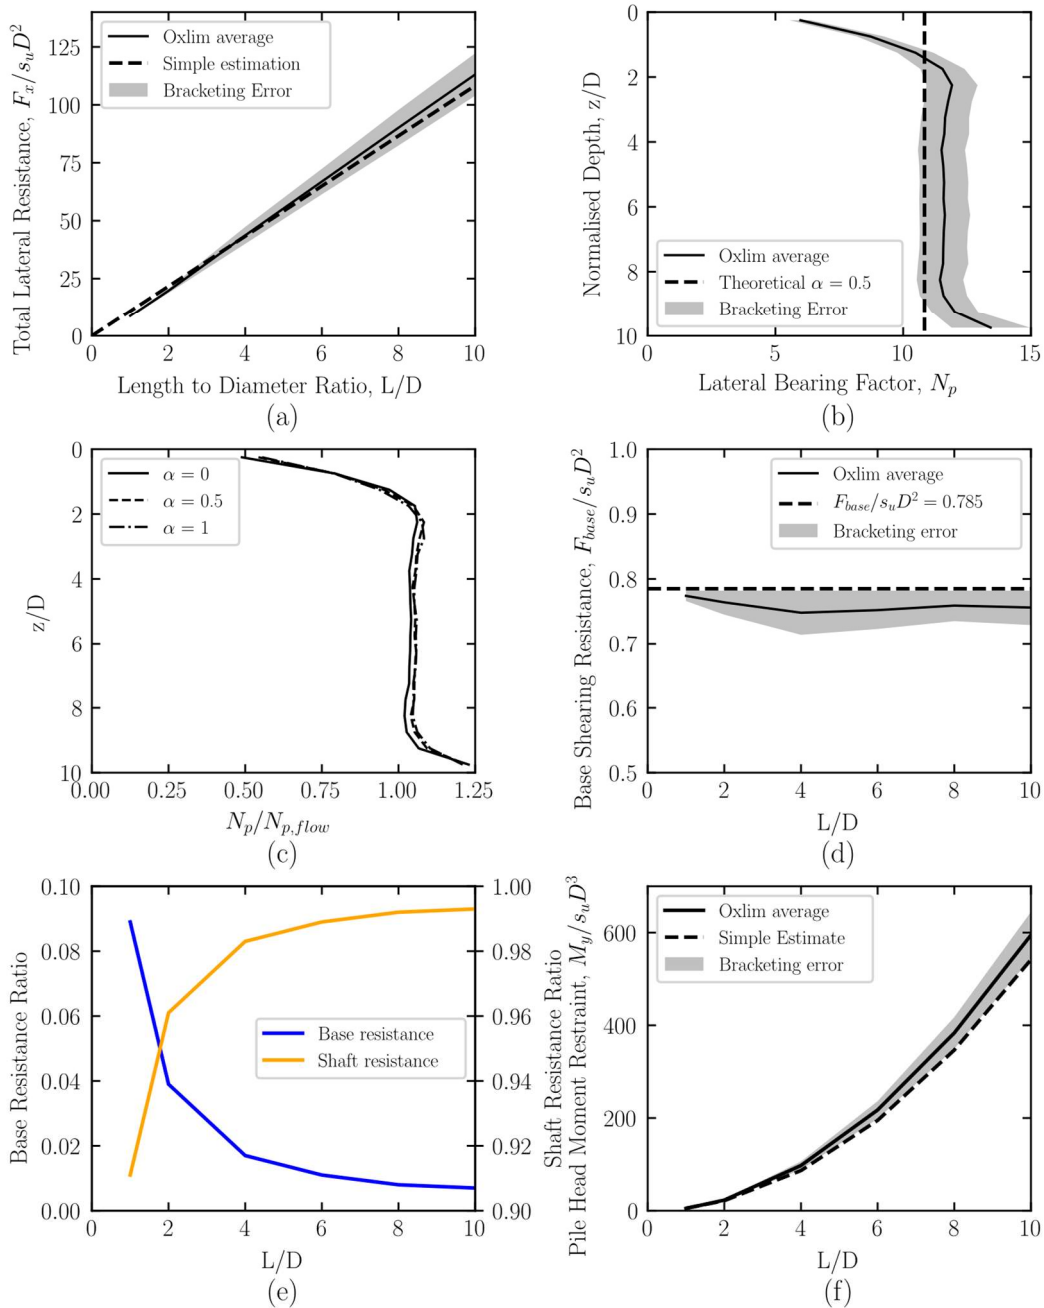 Total Lateral Resistance, F_x/s_uD^2
125
100
75
50
25
0
Oxlim average
Simple estimation
Bracketing Error
0 2 4 6 8 10
Length to Diameter Ratio, L/D
(a)
Normalised Depth, z/D
0
2
4
6
8
10
Oxlim average
Theoretical α = 0.5
Bracketing Error
0 5 10 15
Lateral Bearing Factor, N_p
(b)
z/D
0
2
4
6
8
10
α = 0
α = 0.5
α = 1
0.00 0.25 0.50 0.75 1.00 1.25
N_p/N_{p,flow}
(c)
Base Shearing Resistance, F_{base}/s_uD^2
1.0
0.9
0.8
0.7
0.6
0.5
Oxlim average
F_{base}/s_uD^2 = 0.785
Bracketing error
0 2 4 6 8 10
L/D
(d)
Base Resistance Ratio
0.10
0.08
0.06
0.04
0.02
0.00
Base resistance
Shaft resistance
1.00
0.98
0.96
0.94
0.92
0.90
Shaft Resistance Ratio
0 2 4 6 8 10
L/D
(e)
Pile Head Moment Restraint, M_y/s_uD^3
600
400
200
0
Oxlim average
Simple Estimate
Bracketing error
0 2 4 6 8 10
L/D
(f)